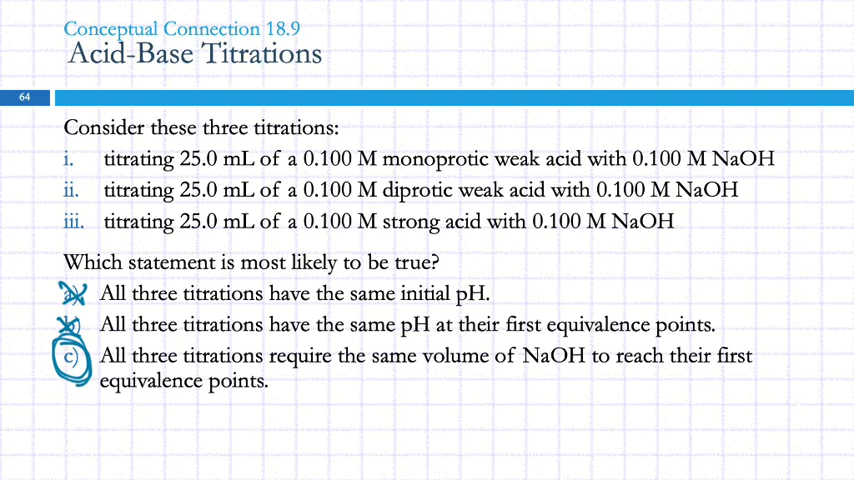 Conceptual Connection 18.9
Acid-Base Titrations
64
Consider these three titrations:
i. titrating 25.0 mL of a 0.100 M monoprotic weak acid with 0.100 M NaOH
ii. titrating 25.0 mL of a 0.100 M diprotic weak acid with 0.100 M NaOH
iii. titrating 25.0 mL of a 0.100 M strong acid with 0.100 M NaOH
Which statement is most likely to be true?
a) All three titrations have the same initial pH.
b) All three titrations have the same pH at their first equivalence points.
c) All three titrations require the same volume of NaOH to reach their first
equivalence points.